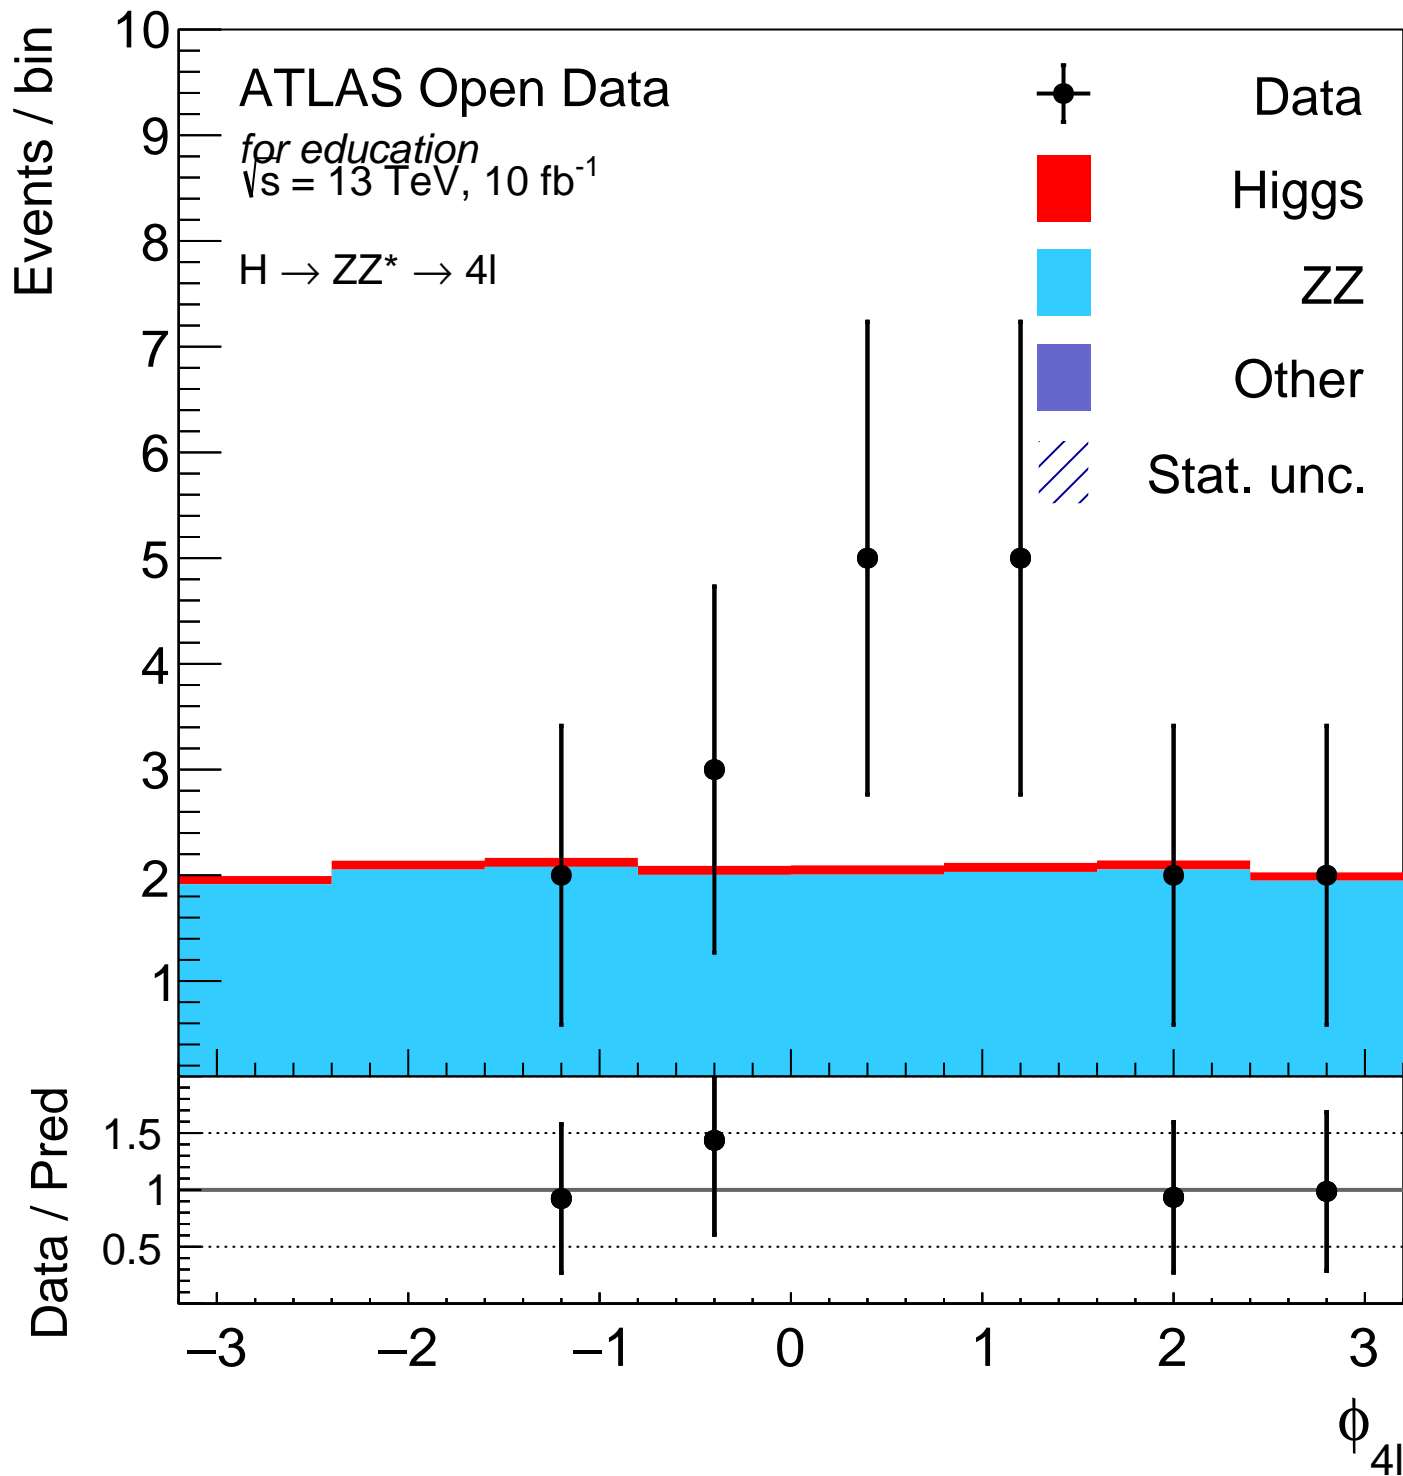 Events / bin
10
9
8
7
6
5
4
3
2
1
ATLAS Open Data
for education
√s = 13 TeV, 10 fb⁻¹
H → ZZ* → 4l
Data
Higgs
ZZ
Other
Stat. unc.
Data / Pred
1.5
1
0.5
−3 −2 −1 0 1 2 3
ϕ4l